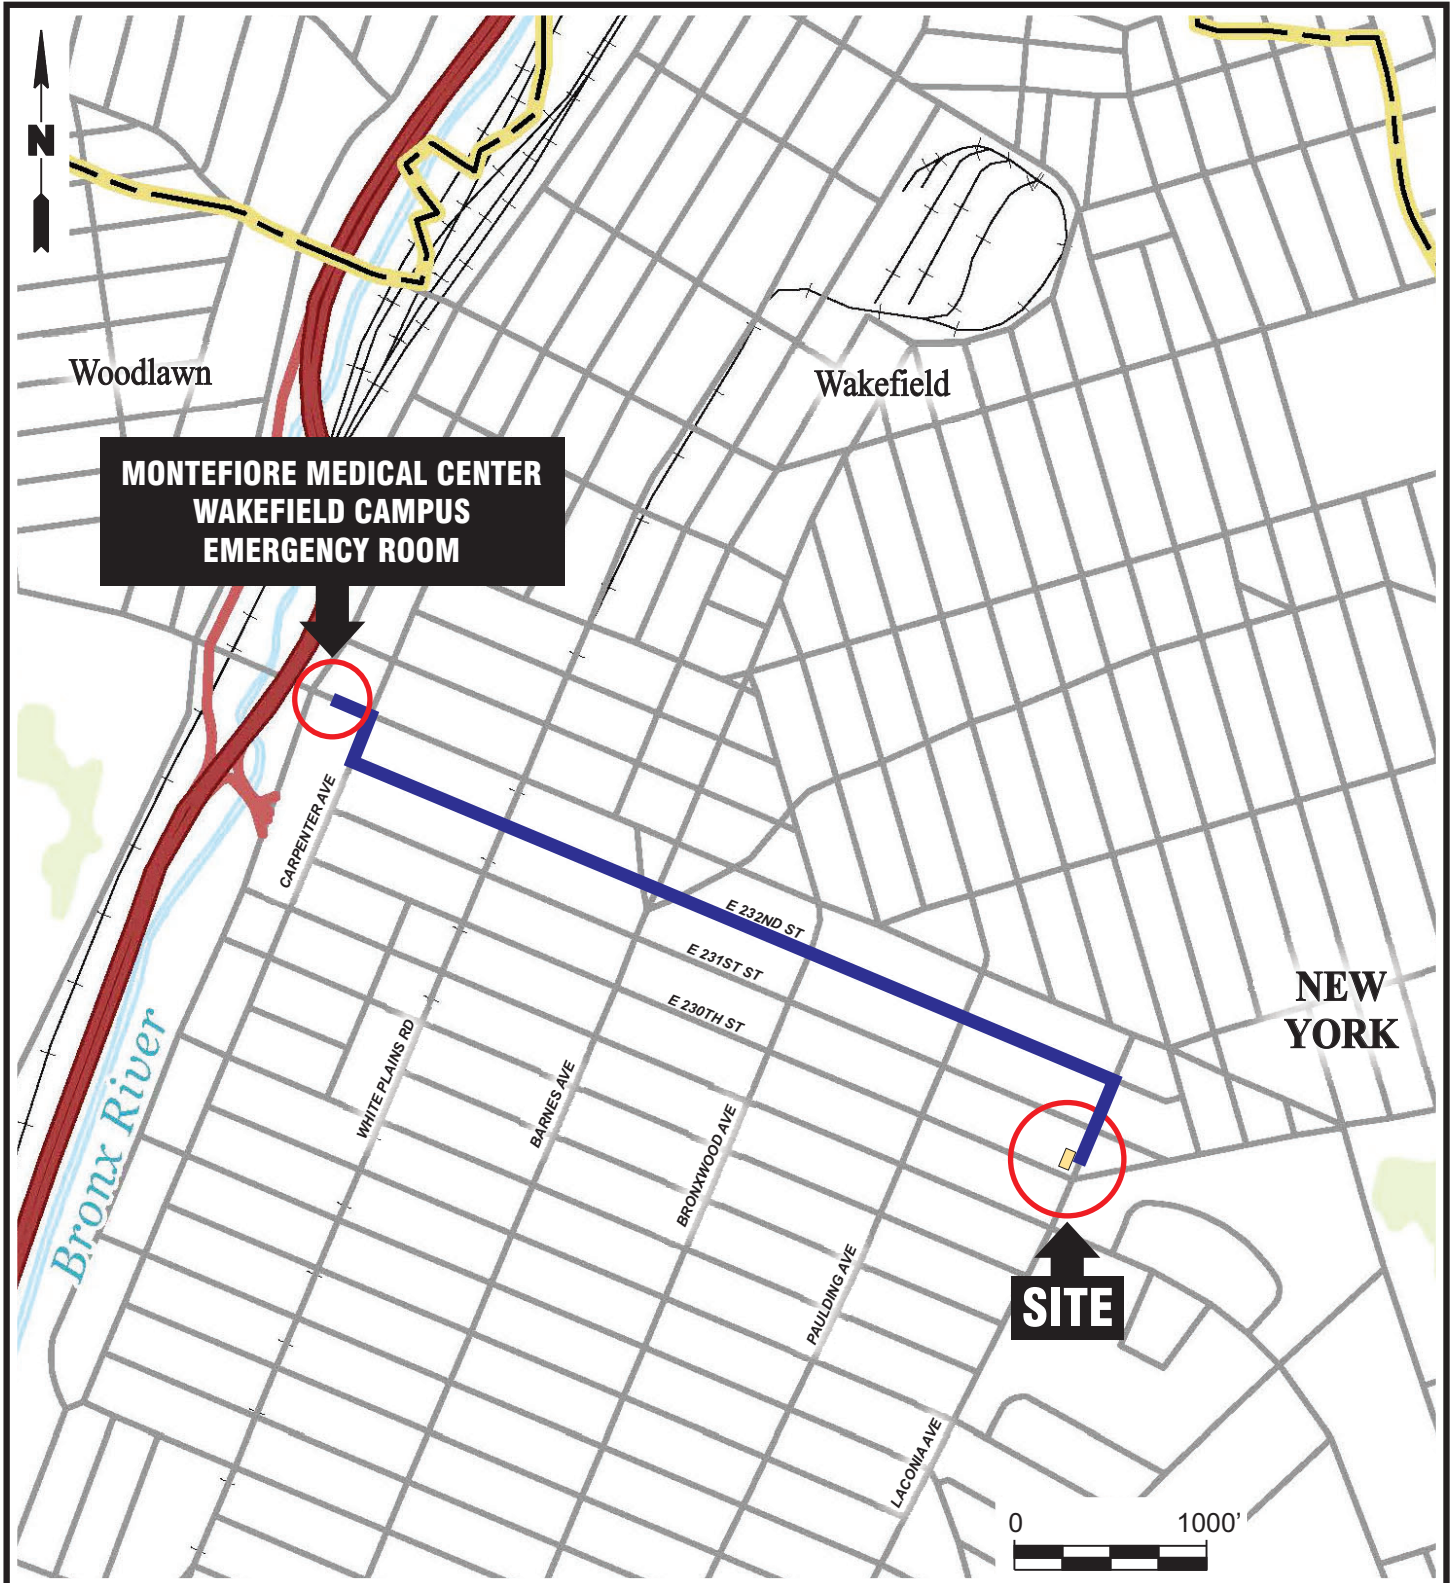 N
Woodlawn
Wakefield
MONTEFIORE MEDICAL CENTER
WAKEFIELD CAMPUS
EMERGENCY ROOM
CARPENTER AVE
E 232ND ST
E 231ST ST
E 230TH ST
NEW
YORK
Bronx River
WHITE PLAINS RD
BARNES AVE
BRONXWOOD AVE
PAULDING AVE
SITE
LACONIA AVE
0 1000'